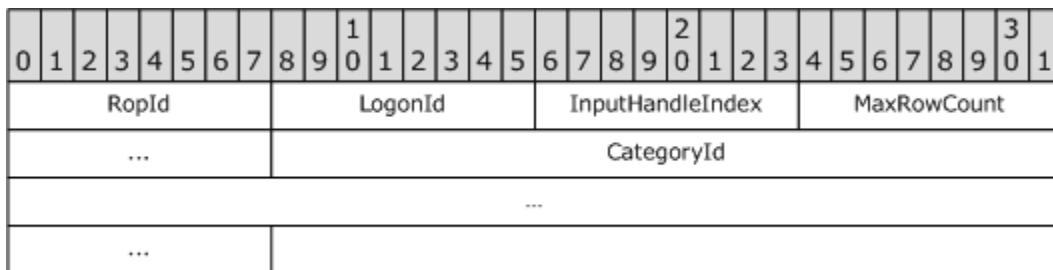 0 1 2 3 4 5 6 7 8 9 1 0 1 2 3 4 5 6 7 8 9 2 0 1 2 3 4 5 6 7 8 9 3 0 1
RopId LogonId InputHandleIndex MaxRowCount
... CategoryId
...
...